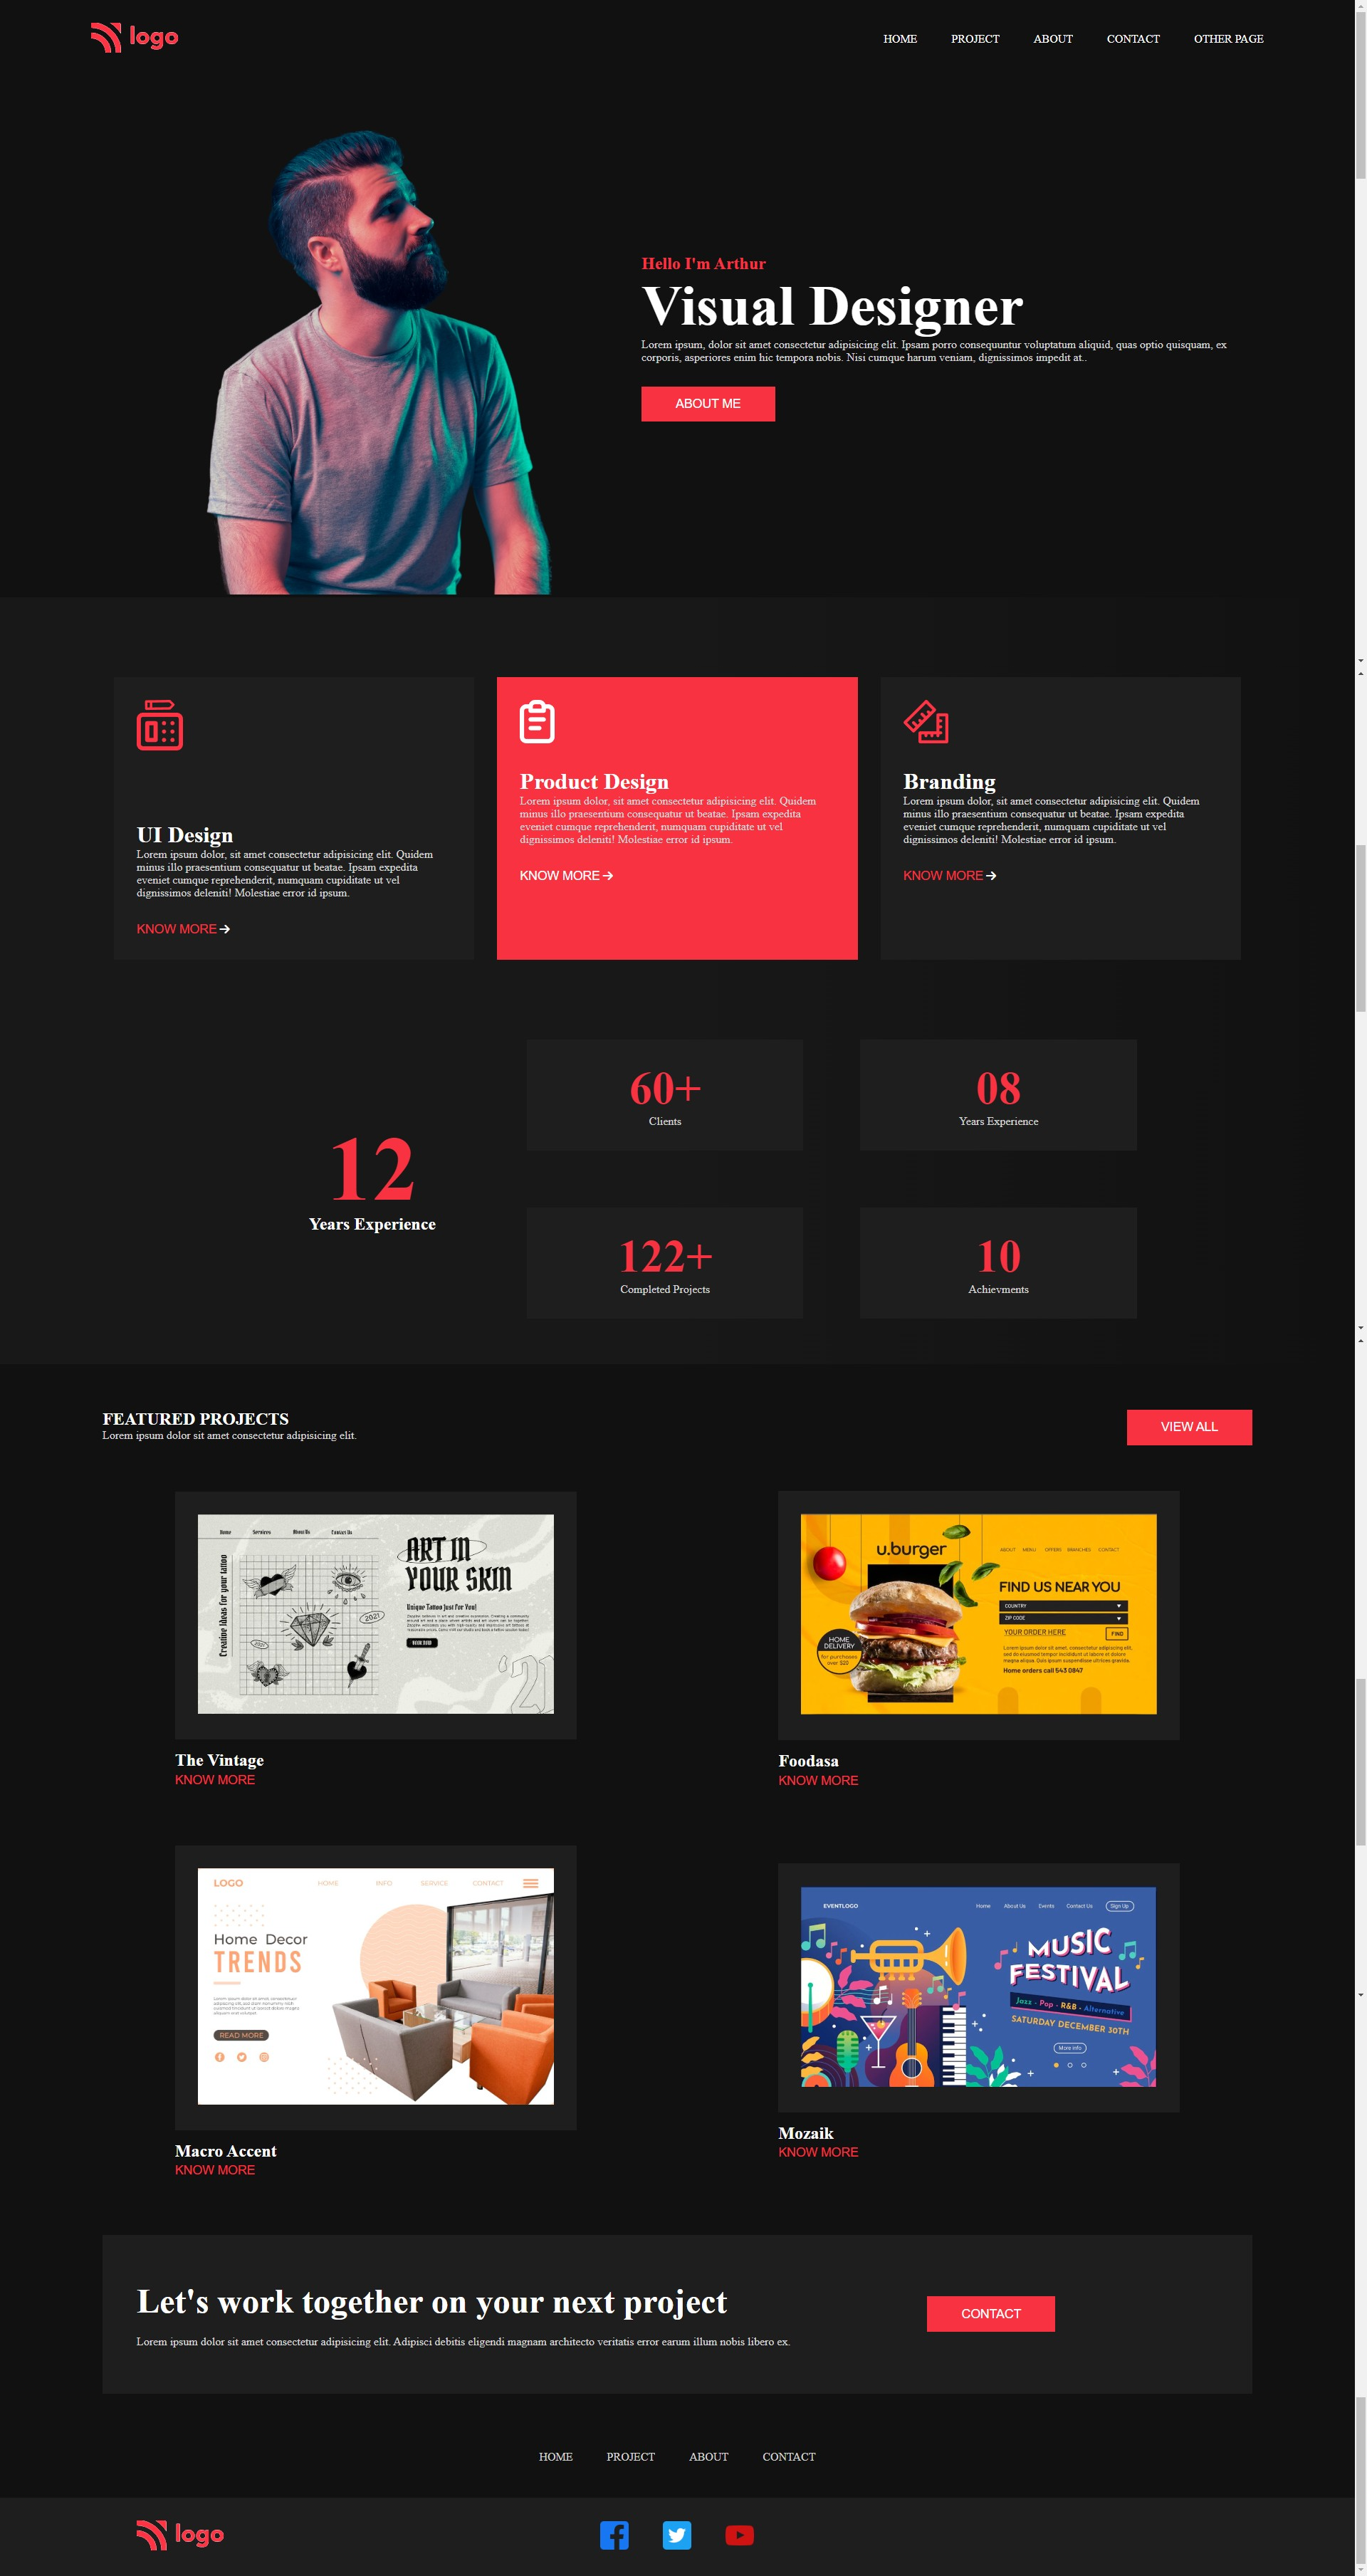 logo
HOME PROJECT ABOUT CONTACT OTHER PAGE
Hello I'm Arthur
Visual Designer
Lorem ipsum, dolor sit amet consectetur adipisicing elit. Ipsam porro consequuntur voluptatum aliquid, quas optio quisquam, ex
corporis, asperiores enim hic tempora nobis. Nisi cumque harum veniam, dignissimos impedit at..
ABOUT ME
UI Design
Lorem ipsum dolor, sit amet consectetur adipisicing elit. Quidem
minus illo praesentium consequatur ut beatae. Ipsam expedita
eveniet cumque reprehenderit, numquam cupiditate ut vel
dignissimos deleniti! Molestiae error id ipsum.
KNOW MORE
Product Design
Lorem ipsum dolor, sit amet consectetur adipisicing elit. Quidem
minus illo praesentium consequatur ut beatae. Ipsam expedita
eveniet cumque reprehenderit, numquam cupiditate ut vel
dignissimos deleniti! Molestiae error id ipsum.
KNOW MORE
Branding
Lorem ipsum dolor, sit amet consectetur adipisicing elit. Quidem
minus illo praesentium consequatur ut beatae. Ipsam expedita
eveniet cumque reprehenderit, numquam cupiditate ut vel
dignissimos deleniti! Molestiae error id ipsum.
KNOW MORE
12
Years Experience
60+
Clients
08
Years Experience
122+
Completed Projects
10
Achievments
FEATURED PROJECTS
Lorem ipsum dolor sit amet consectetur adipisicing elit.
VIEW ALL
Home Services About Us Contact Us
Creative Ideas for your tattoo
ART IN
YOUR SKIN
Unique Tattoo Just For You!
2021
'21
The Vintage
KNOW MORE
u.burger
ABOUT MENU OFFERS BRANCHES CONTACT
FIND US NEAR YOU
COUNTRY
ZIP CODE
YOUR ORDER HERE FIND
HOME
DELIVERY
for purchases
over $20
Home orders call 543 0847
Foodasa
KNOW MORE
LOGO
HOME INFO SERVICE CONTACT
Home Decor
TRENDS
READ MORE
Macro Accent
KNOW MORE
EVENTLOGO
Home About Us Events Contact Us Sign Up
MUSIC
FESTIVAL
Jazz - Pop - R&B - Alternative
SATURDAY DECEMBER 30TH
More info
Mozaik
KNOW MORE
Let's work together on your next project
Lorem ipsum dolor sit amet consectetur adipisicing elit. Adipisci debitis eligendi magnam architecto veritatis error earum illum nobis libero ex.
CONTACT
HOME PROJECT ABOUT CONTACT
logo